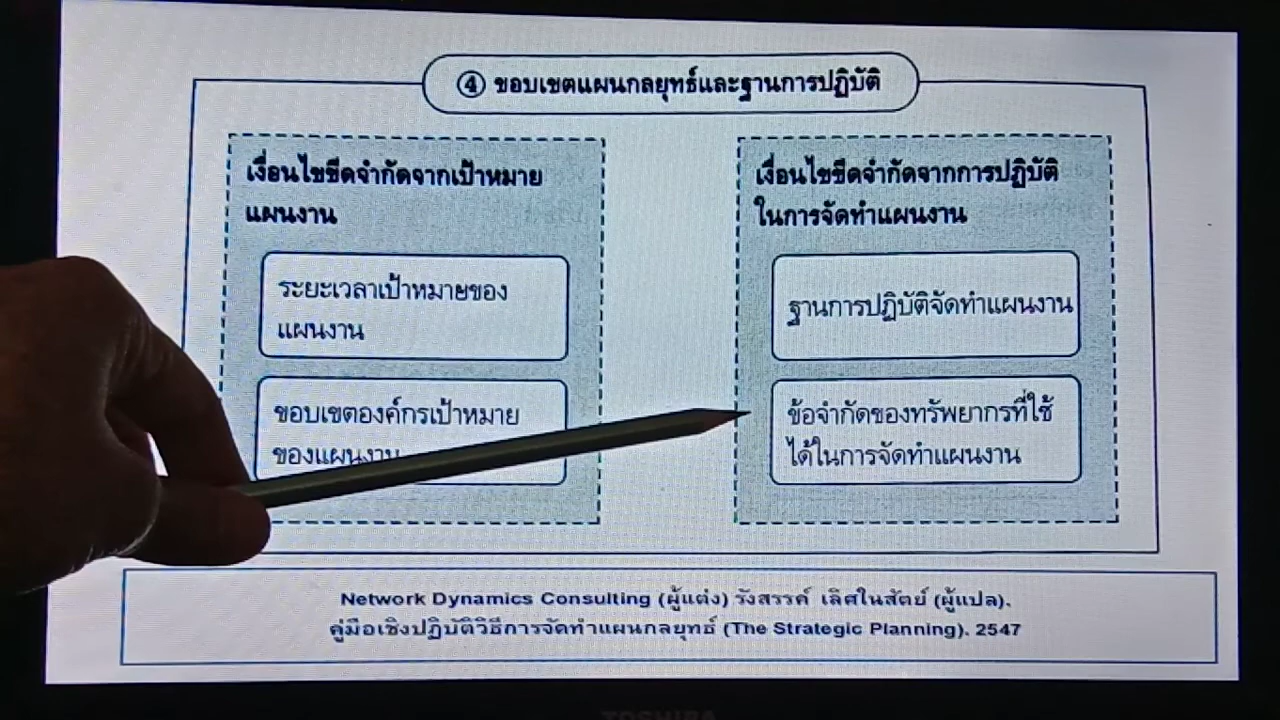 ④ ขอบเขตแผนกลยุทธ์และฐานการปฏิบัติ
เงื่อนไขขีดจำกัดจากเป้าหมาย
แผนงาน
ระยะเวลาเป้าหมายของ
แผนงาน
ขอบเขตองค์กรเป้าหมาย
ของแผนงาน
เงื่อนไขขีดจำกัดจากการปฏิบัติ
ในการจัดทำแผนงาน
ฐานการปฏิบัติจัดทำแผนงาน
ข้อจำกัดของทรัพยากรที่ใช้
ได้ในการจัดทำแผนงาน
Network Dynamics Consulting (ผู้แต่ง) รังสรรค์ เลิศในสัตย์ (ผู้แปล).
คู่มือเชิงปฏิบัติวิธีการจัดทำแผนกลยุทธ์ (The Strategic Planning). 2547
TOSHIBA